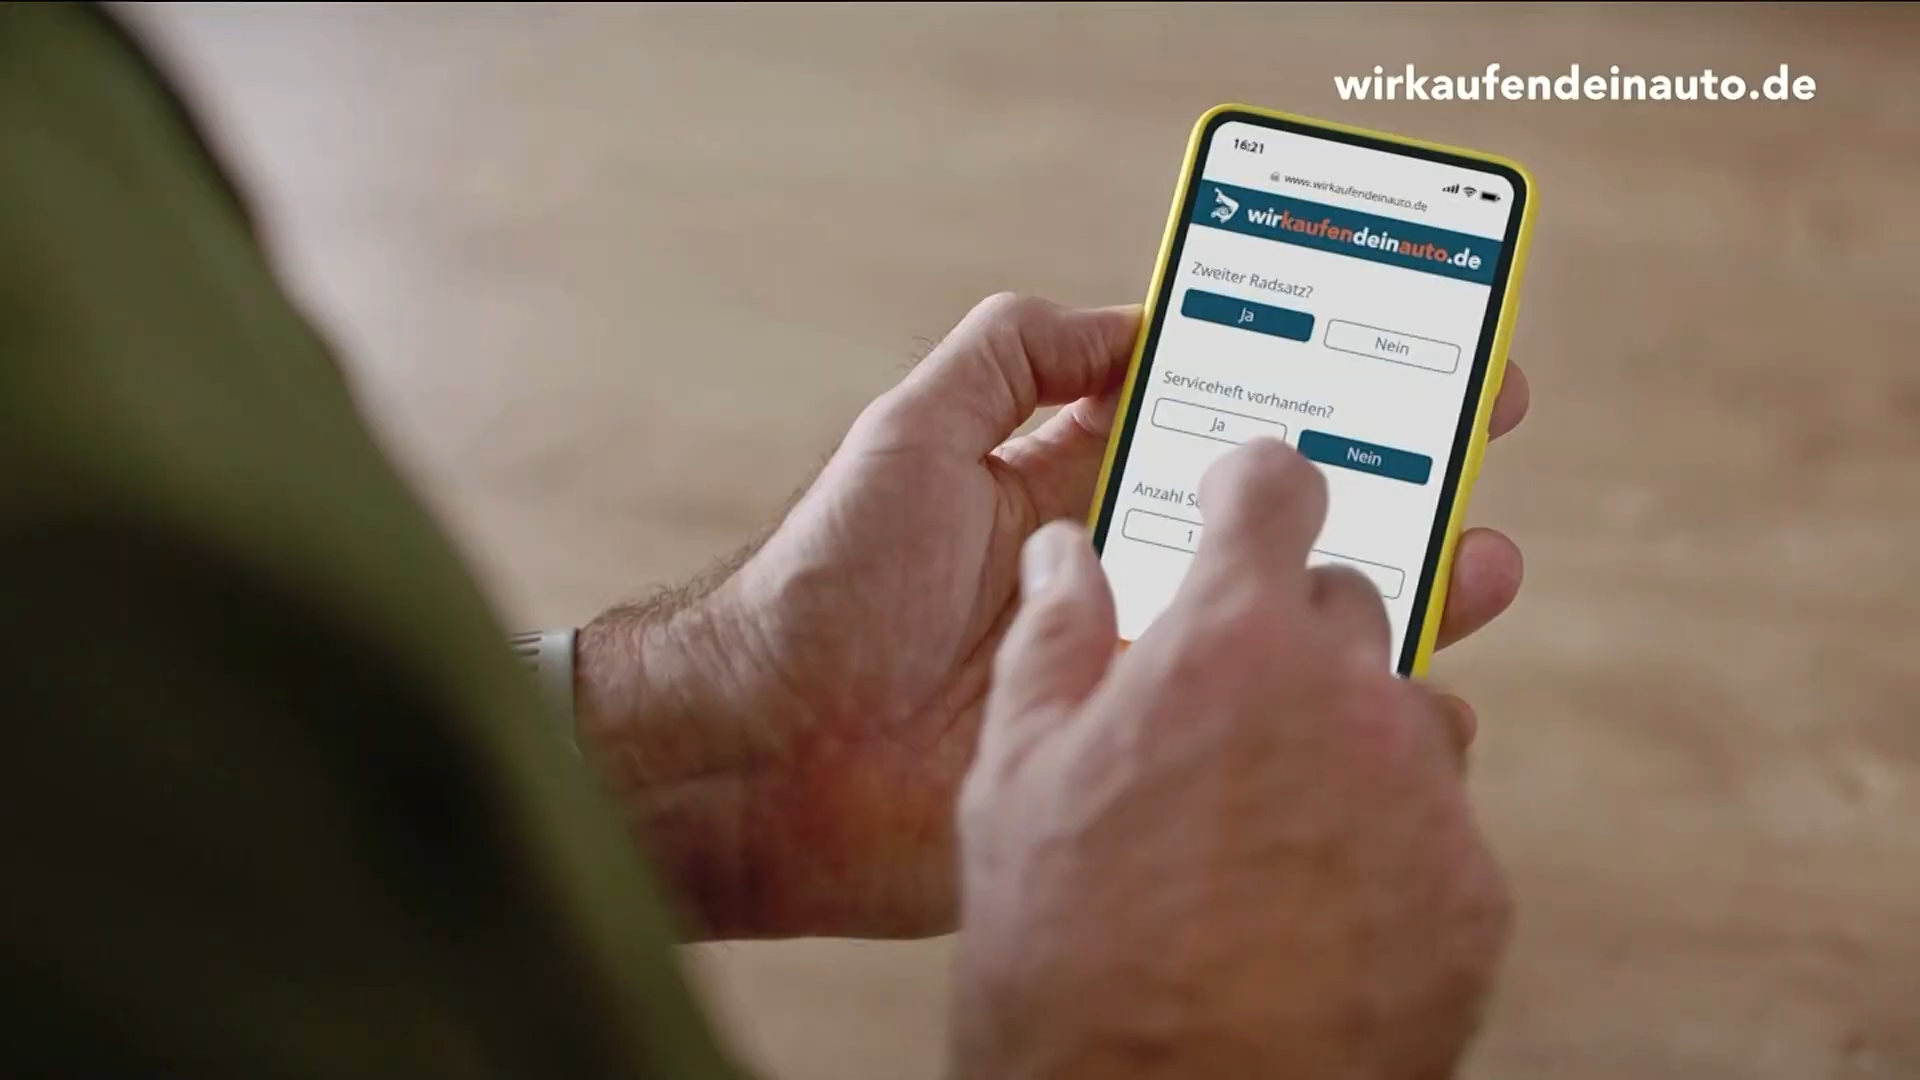 wirkaufendeinauto.de
16:21
www.wirkaufendeinauto.de
wirkaufendeinauto.de
Zweiter Radsatz?
Ja
Nein
Serviceheft vorhanden?
Ja
Nein
Anzahl
1